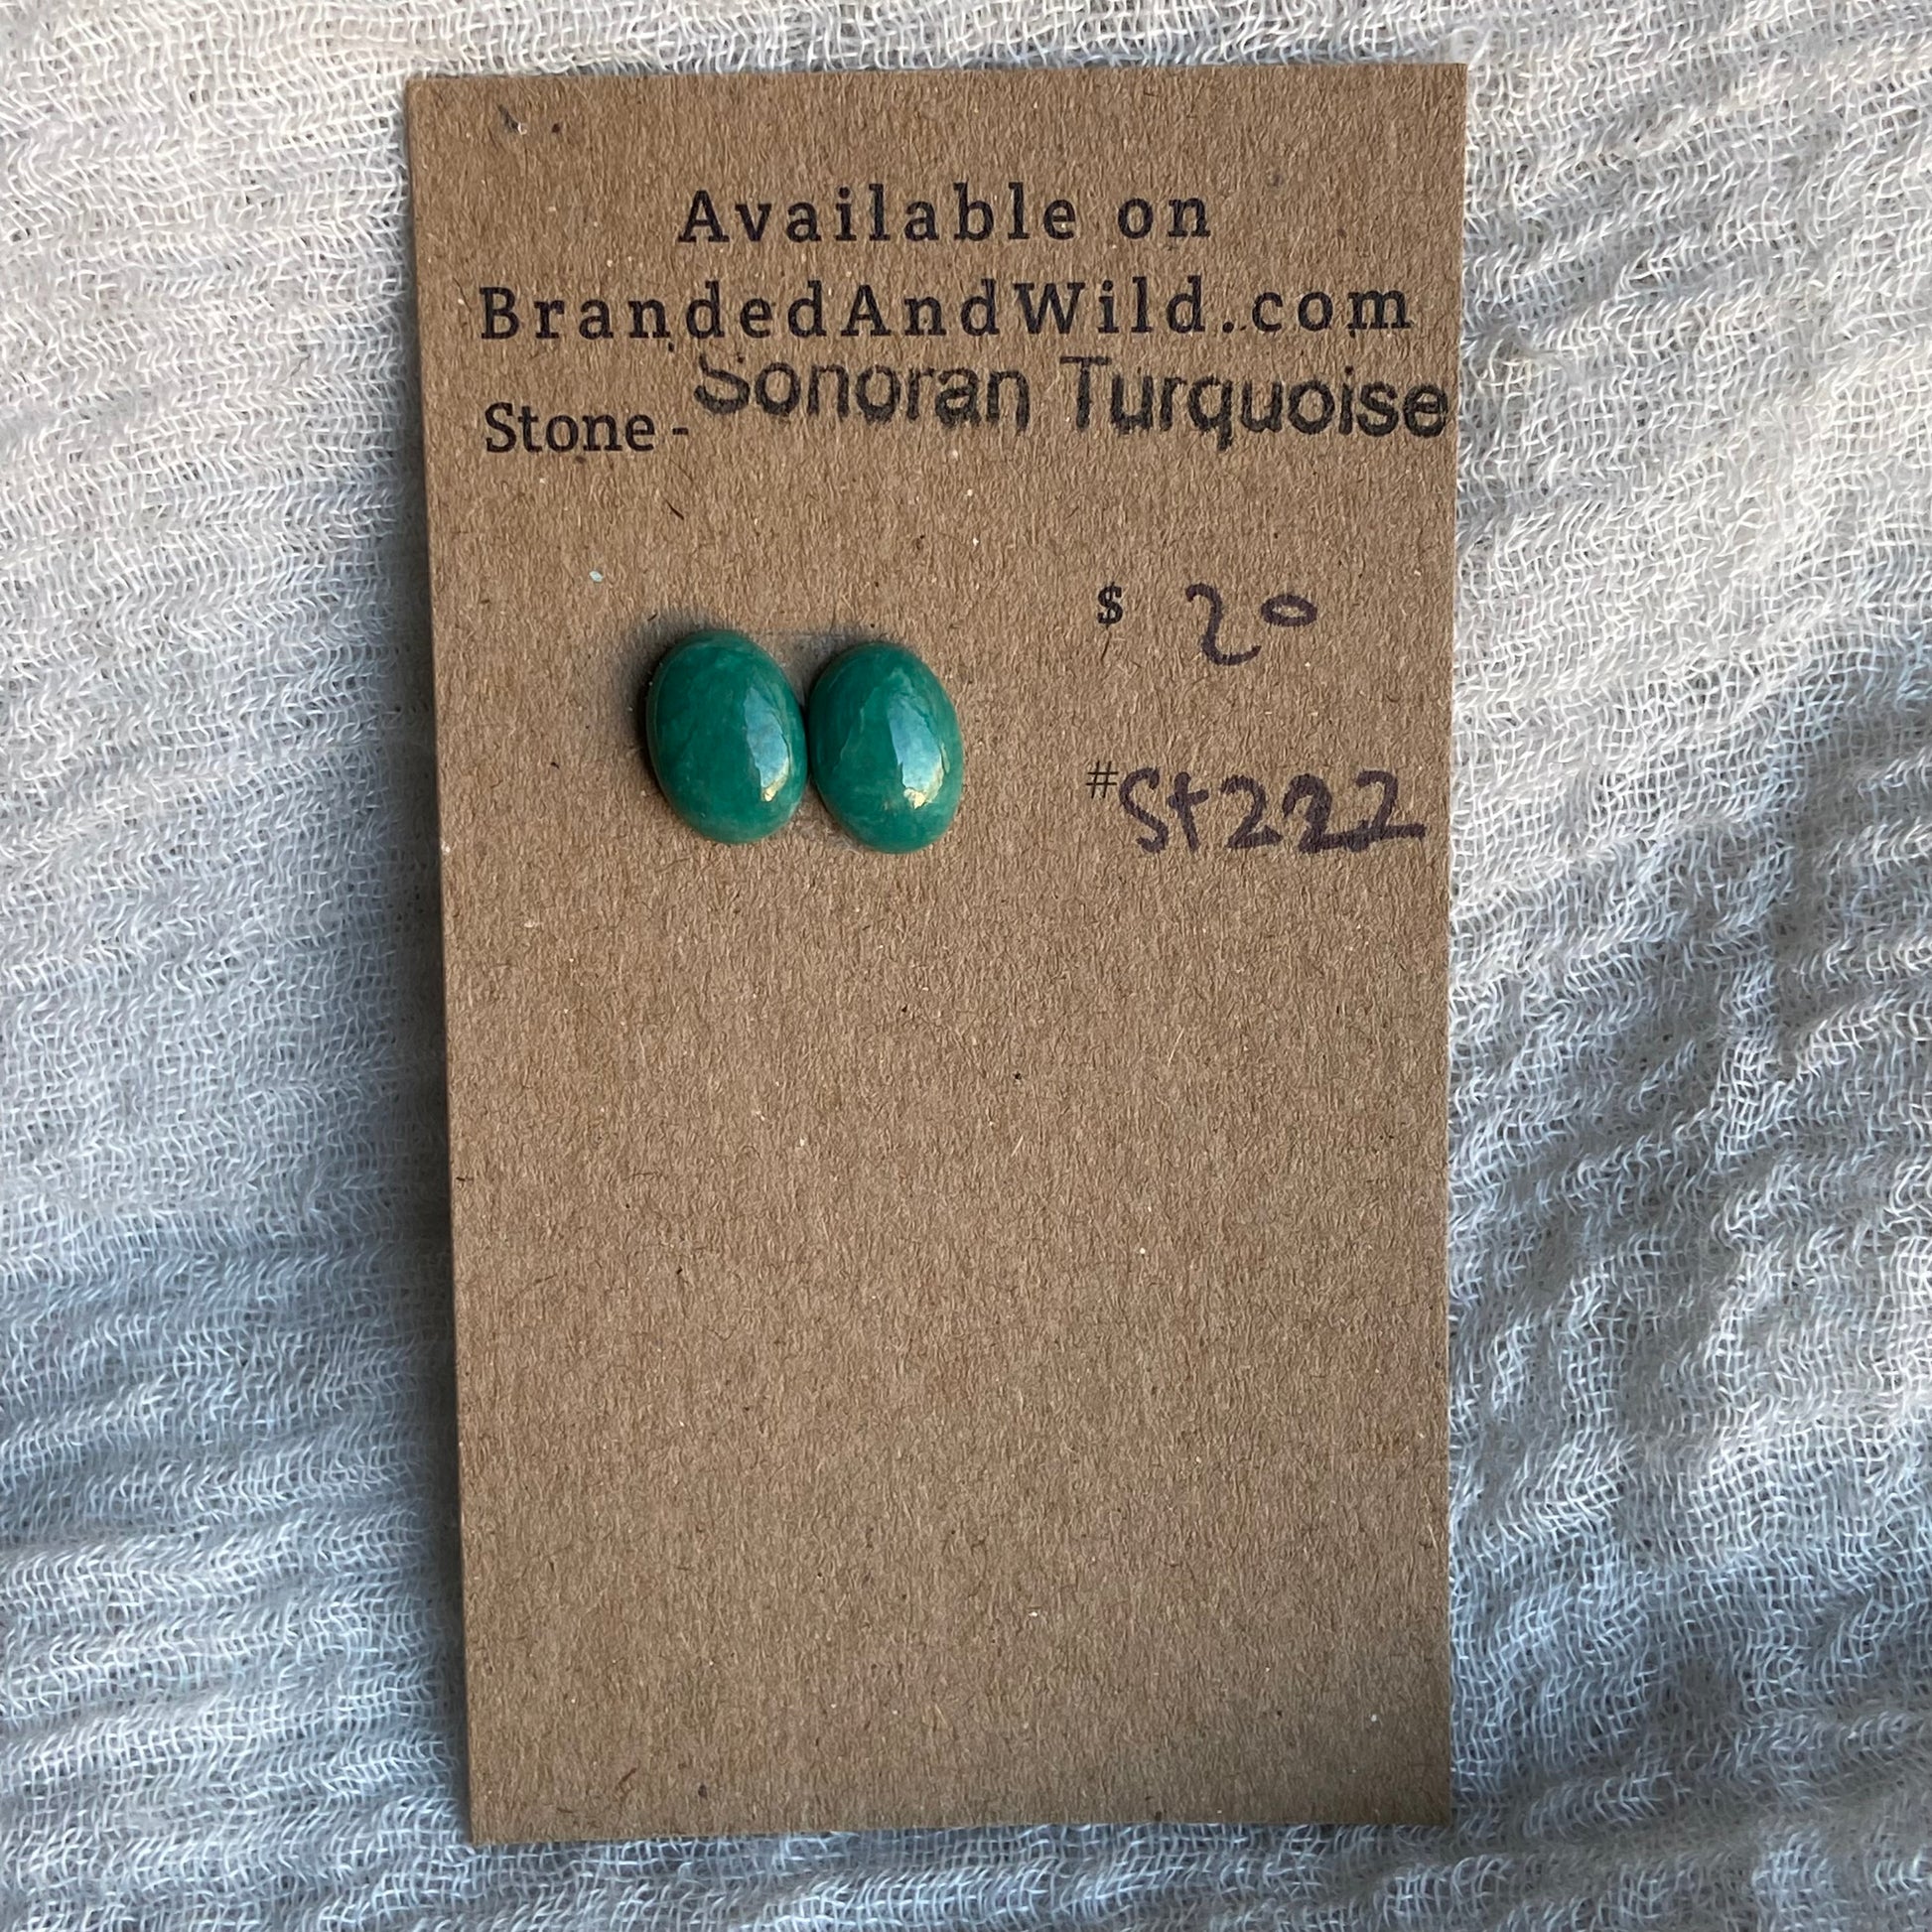 Available on
BrandedAndWild.com
Stone - Sonoran Turquoise
$ 20
#St222